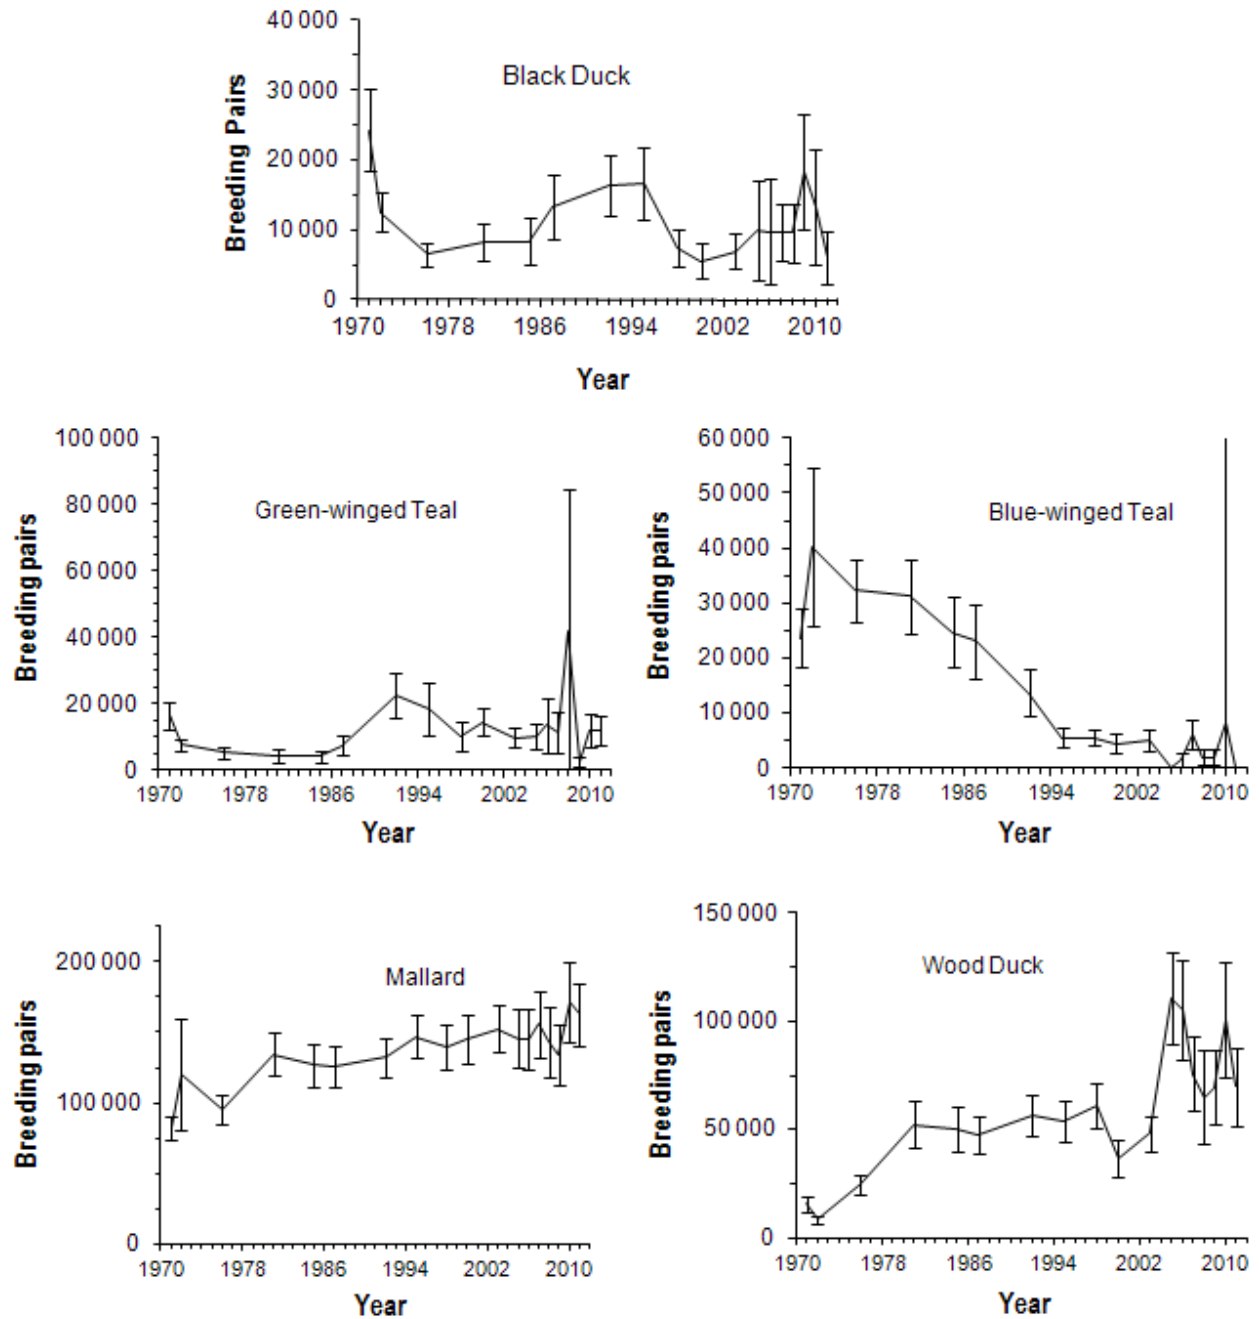 40 000
Black Duck
30 000
20 000
10 000
0
Breeding Pairs
1970 1978 1986 1994 2002 2010
Year
100 000
Green-winged Teal
80 000
60 000
40 000
20 000
0
Breeding pairs
1970 1978 1986 1994 2002 2010
Year
60 000
Blue-winged Teal
50 000
40 000
30 000
20 000
10 000
0
Breeding pairs
1970 1978 1986 1994 2002 2010
Year
200 000
Mallard
100 000
0
Breeding pairs
1970 1978 1986 1994 2002 2010
Year
150 000
Wood Duck
100 000
50 000
0
Breeding pairs
1970 1978 1986 1994 2002 2010
Year